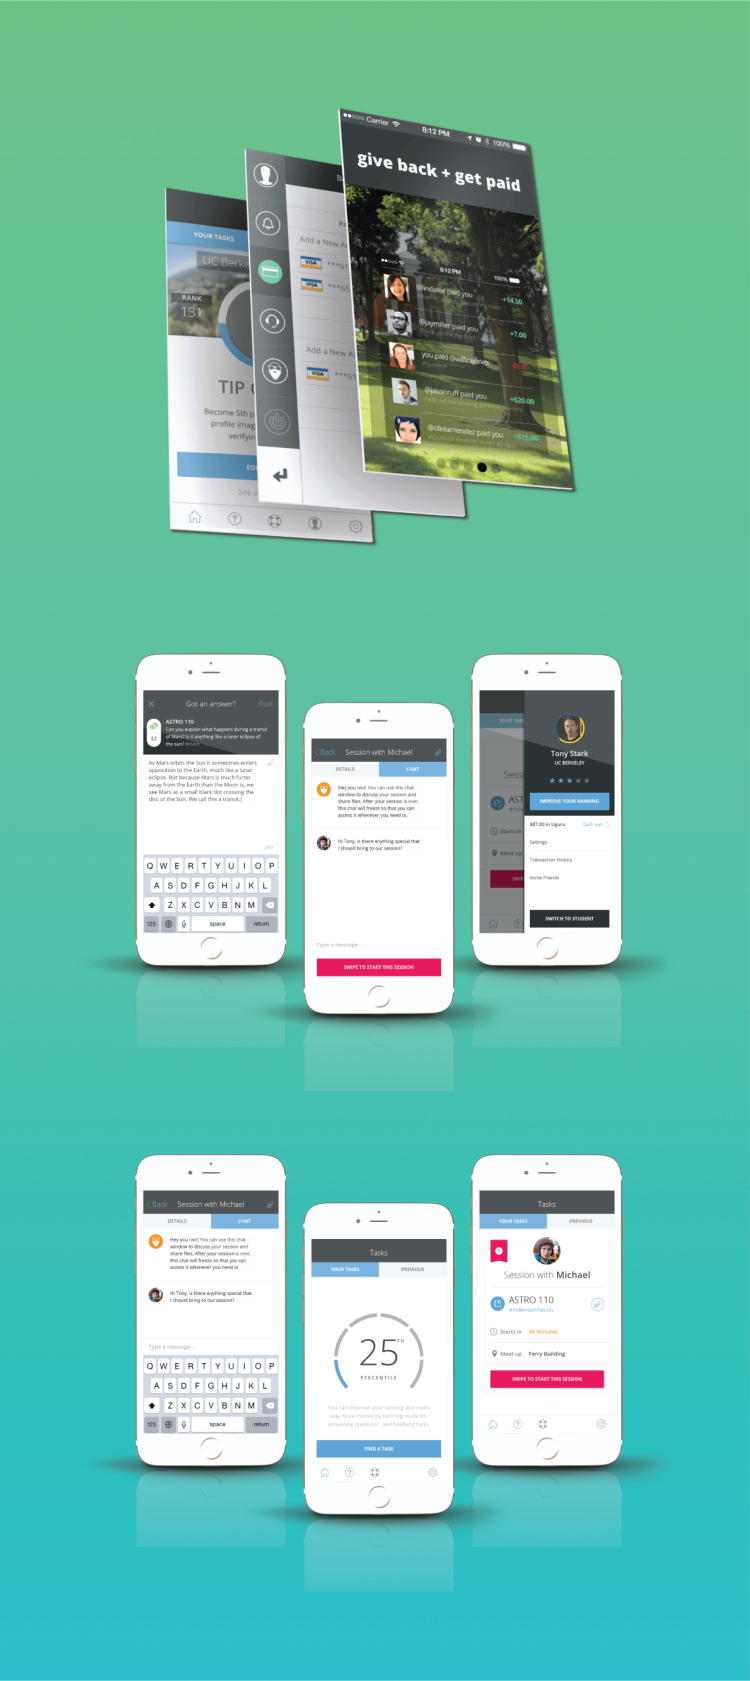 ●●○○○ Carrier 8:12 PM 100%
give back + get paid
8:12 PM 100%
@lindalee paid you +14.50
@jaymiller paid you +7.00
you paid @willmjones
@jasonruff paid you +$20.00
@oliviamendez paid you +$15.00
Add a New Ac
VISA ***61
VISA ***65
Add a New Ac
VISA ***61
YOUR TASKS
UC Berke
RANK
131
TIP
Become 5th p
profile imag
verifyin
See a
Got an answer?
Post
ASTRO 110
Can you explain what happens during a transit
of Mars? Is it anything like a lunar eclipse of
the sun? #mars
$2
As Mars orbits the Sun it sometimes enters
opposition to the Earth, much like a lunar
eclipse. But because Mars is much furter
away from the Earth than the Moon is, we
see Mars as a small black dot crossing the
disc of the Sun. We call this a transit.
Q W E R T Y U I O P
A S D F G H J K L
Z X C V B N M
123 space return
Back Session with Michael
DETAILS CHAT
Hey you two! You can use this chat
window to discuss your session and
share files. After your session is over,
this chat will freeze so that you can
access it whenever you need to.
Hi Tony, is there anything special that
I should bring to our session?
Type a message ...
SWIPE TO START THIS SESSION
YOUR TAS
Sessi
AST
Starts in
Meet up
SWIP
Tony Stark
UC BERKELEY
IMPROVE YOUR RANKING
$87.00 in Uguru Cash out
Settings
Transaction History
Invite Friends
SWITCH TO STUDENT
Back Session with Michael
DETAILS CHAT
Hey you two! You can use this chat
window to discuss your session and
share files. After your session is over,
this chat will freeze so that you can
access it whenever you need to.
Hi Tony, is there anything special that
I should bring to our session?
Type a message ...
Q W E R T Y U I O P
A S D F G H J K L
Z X C V B N M
123 space return
Tasks
YOUR TASKS PREVIOUS
25TH
PERCENTILE
You can improve your ranking and make
way more money by tutoring students,
answering questions, and finishing tasks.
FIND A TASK
Tasks
YOUR TASKS PREVIOUS
Session with Michael
ASTRO 110
#milleniumfalcon
Starts in 45 Minutes
Meet up Ferry Building
SWIPE TO START THIS SESSION